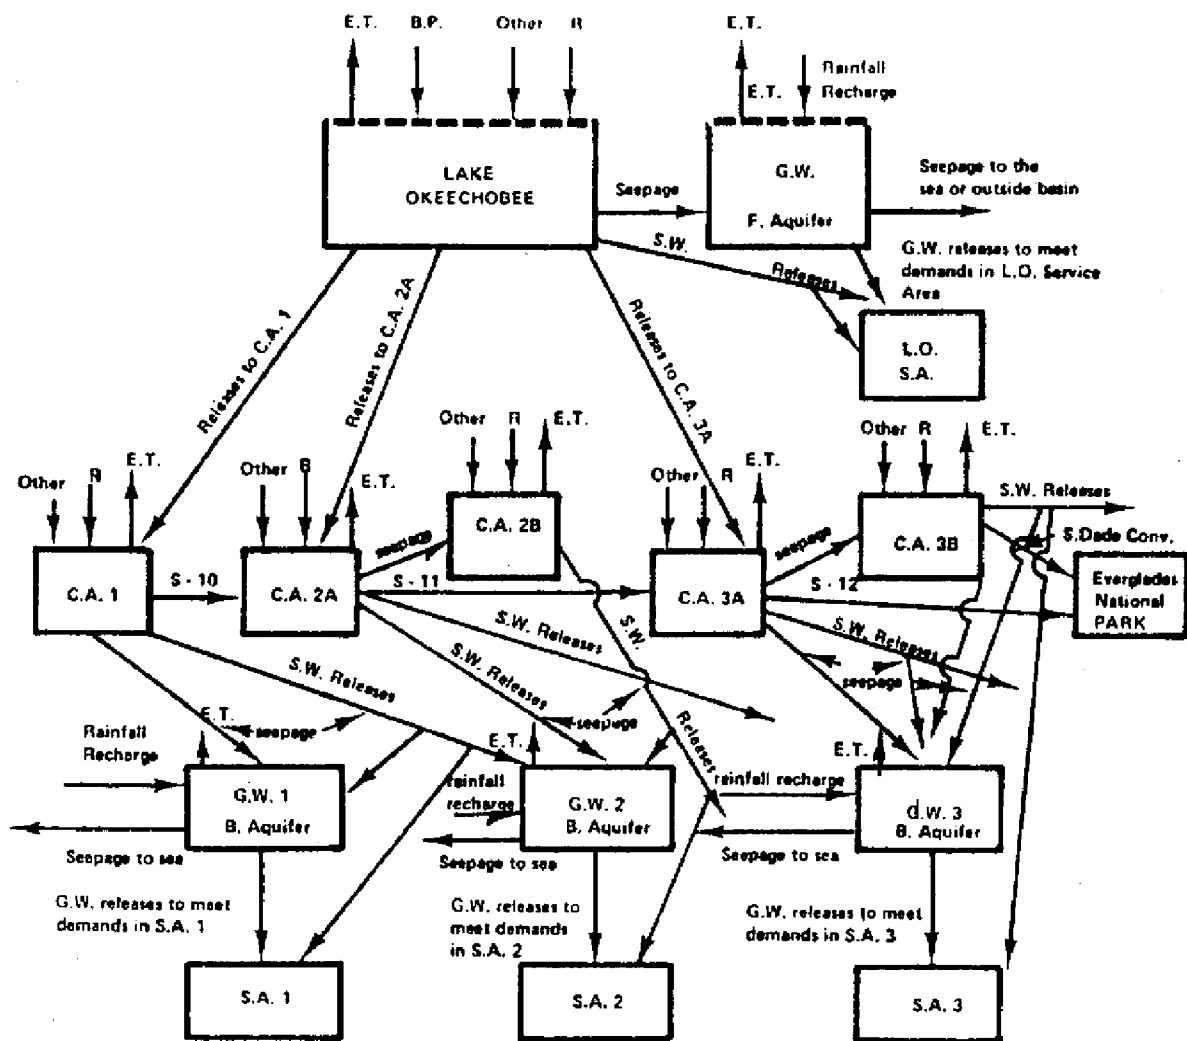 E.T. B.P. Other R E.T.
E.T. Rainfall
Recharge
LAKE
OKEECHOBEE
Seepage
G.W.
F. Aquifer
Seepage to the
sea or outside basin
S.W. Releases
G.W. releases to meet
demands in L.O. Service
Area
L.O.
S.A.
Releases to C.A. 1
Releases to C.A. 2A
Releases to C.A. 3A
Other R E.T.
Other R E.T.
Other B E.T.
Other R E.T.
Other R E.T.
S.W. Releases
S.Dade Conv.
C.A. 1
S - 10
C.A. 2A
seepage
C.A. 2B
S - 11
C.A. 3A
seepage
C.A. 3B
S - 12
Everglades
National
PARK
S.W. Releases
S.W. Releases
S.W. Releases
S.W. Releases
S.W. Releases
seepage
E.T.
seepage
E.T.
seepage
E.T.
Rainfall
Recharge
G.W. 1
B. Aquifer
rainfall
recharge
G.W. 2
B. Aquifer
rainfall recharge
d.W. 3
B. Aquifer
Seepage to sea
Seepage to sea
Seepage to sea
G.W. releases to meet
demands in S.A. 1
G.W. releases to
meet demands
in S.A. 2
G.W. releases to meet
demands in S.A. 3
S.A. 1
S.A. 2
S.A. 3